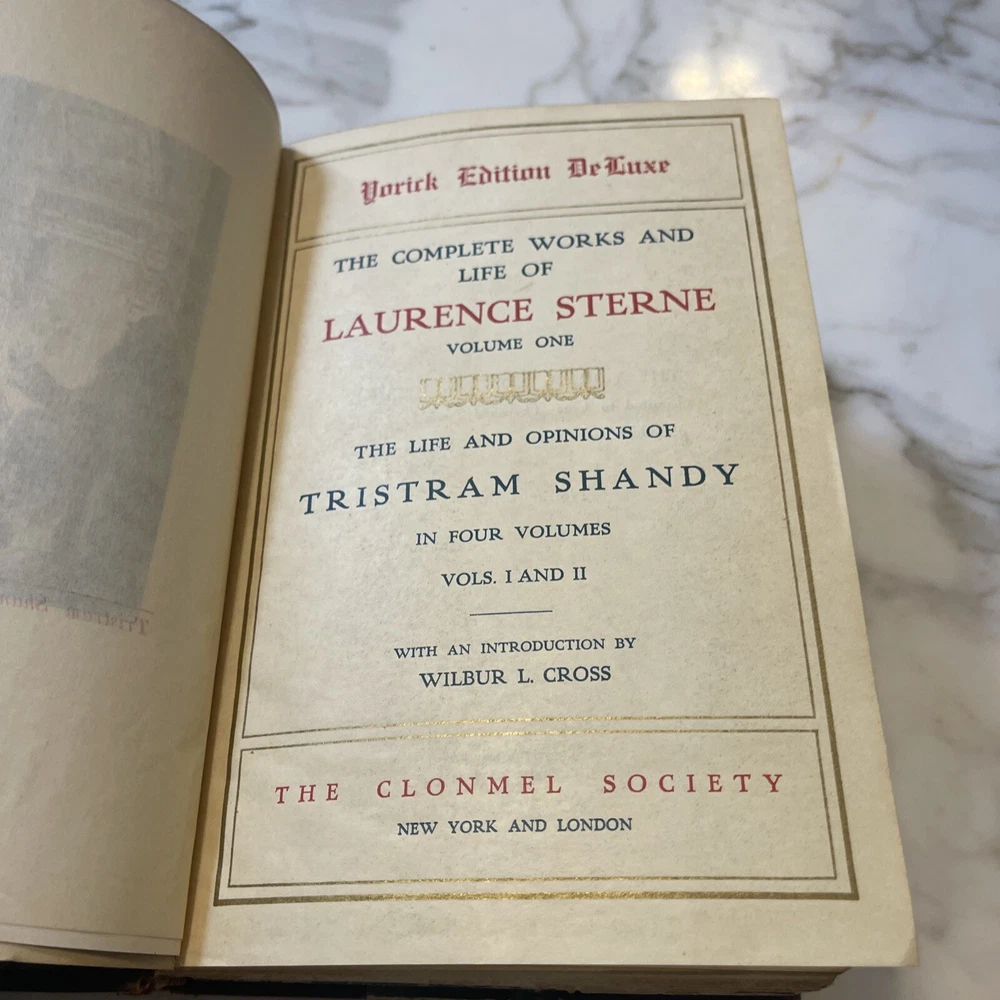 Yorick Edition DeLuxe
THE COMPLETE WORKS AND
LIFE OF
LAURENCE STERNE
VOLUME ONE
THE LIFE AND OPINIONS OF
TRISTRAM SHANDY
IN FOUR VOLUMES
VOLS. I AND II
WITH AN INTRODUCTION BY
WILBUR L. CROSS
THE CLONMEL SOCIETY
NEW YORK AND LONDON
Tristram